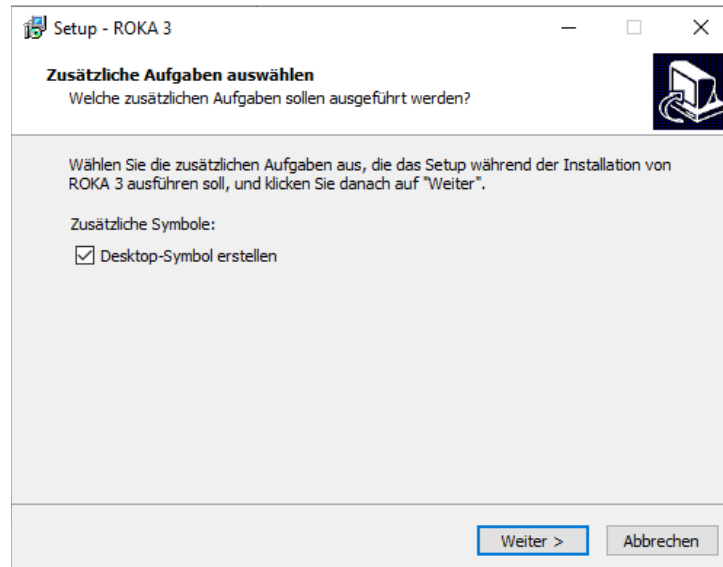 Setup - ROKA 3
Zusätzliche Aufgaben auswählen
Welche zusätzlichen Aufgaben sollen ausgeführt werden?
Wählen Sie die zusätzlichen Aufgaben aus, die das Setup während der Installation von
ROKA 3 ausführen soll, und klicken Sie danach auf "Weiter".
Zusätzliche Symbole:
Desktop-Symbol erstellen
Weiter >
Abbrechen